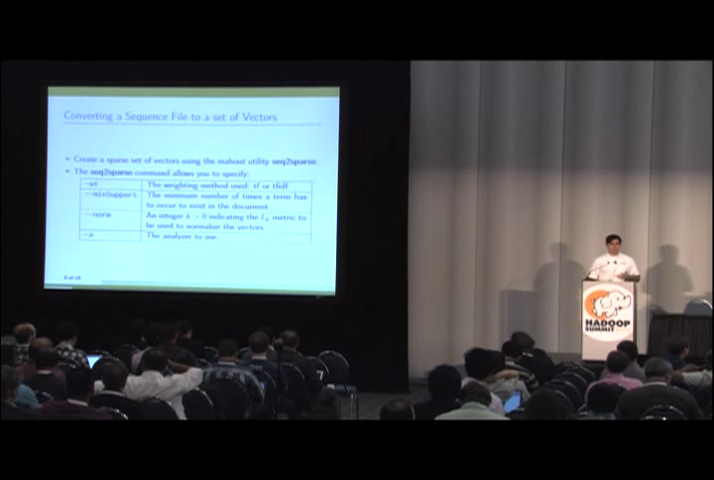 Converting a Sequence File to a set of Vectors
• Create a sparse set of vectors using the mahout utility seq2sparse.
• The seq2sparse command allows you to specify:
-wt The weighting method used: tf or tfidf
--minSupport The minimum number of times a term has
to occur to exist in the document
--norm An integer k > 0 indicating the Lk metric to
be used to normalize the vectors
-a The analyzer to use
HADOOP
SUMMIT